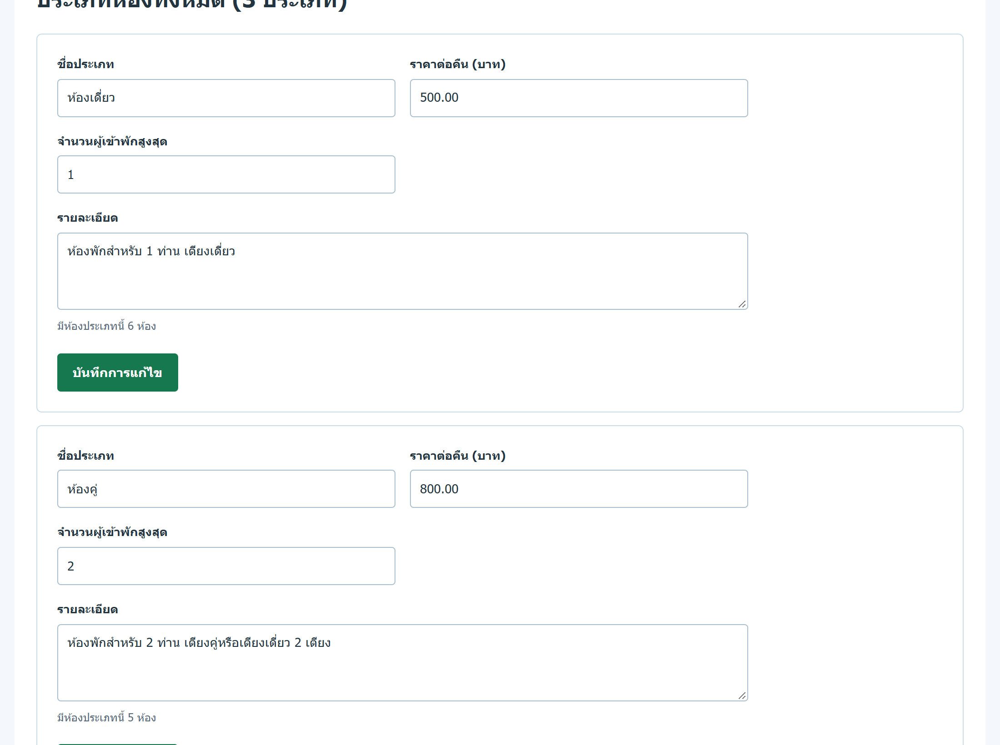 ประเภทห้องทั้งหมด (3 ประเภท)
ชื่อประเภท
ราคาต่อคืน (บาท)
ห้องเดี่ยว
500.00
จำนวนผู้เข้าพักสูงสุด
1
รายละเอียด
ห้องพักสำหรับ 1 ท่าน เตียงเดี่ยว
มีห้องประเภทนี้ 6 ห้อง
บันทึกการแก้ไข
ชื่อประเภท
ราคาต่อคืน (บาท)
ห้องคู่
800.00
จำนวนผู้เข้าพักสูงสุด
2
รายละเอียด
ห้องพักสำหรับ 2 ท่าน เตียงคู่หรือเตียงเดี่ยว 2 เตียง
มีห้องประเภทนี้ 5 ห้อง